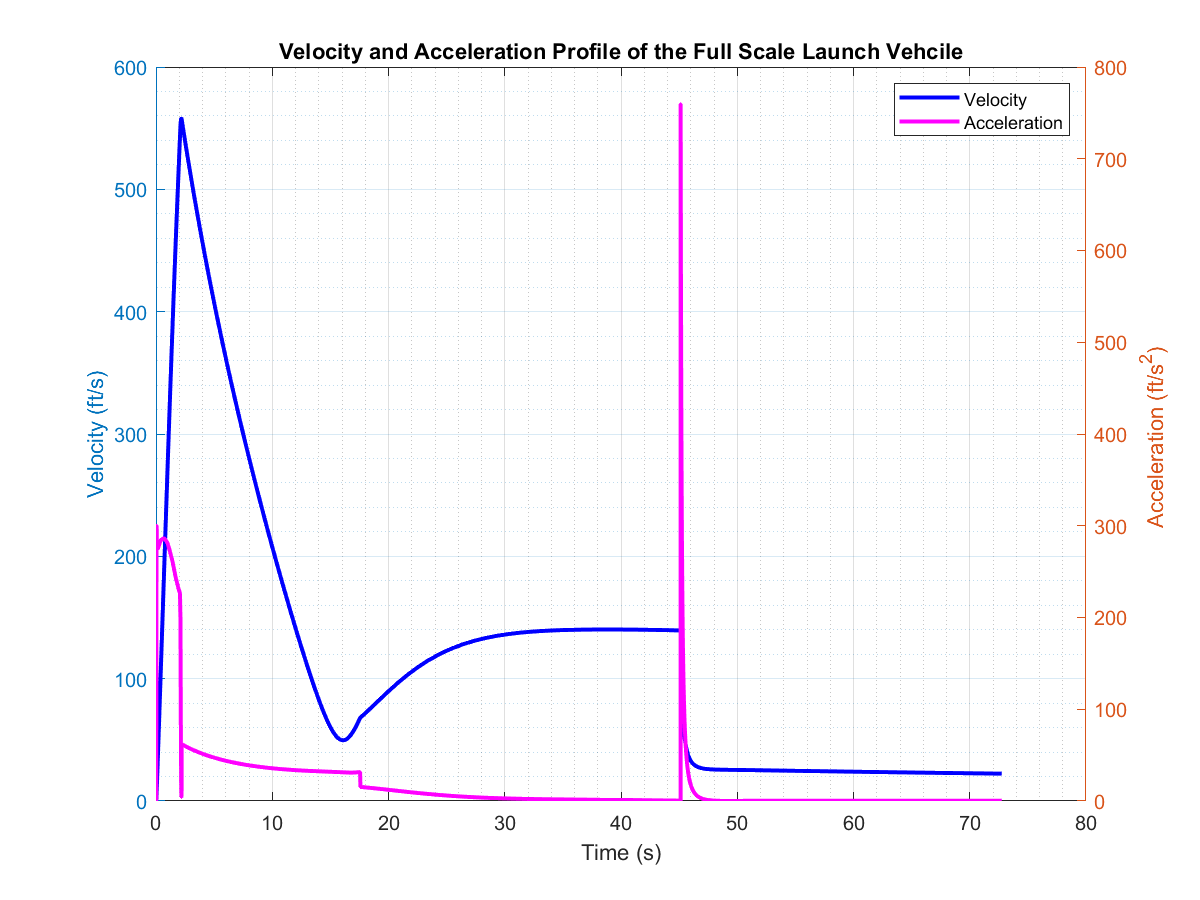 Velocity and Acceleration Profile of the Full Scale Launch Vehcile
Velocity
Acceleration
Velocity (ft/s)
600
500
400
300
200
100
0
Acceleration (ft/s²)
800
700
600
500
400
300
200
100
0
0 10 20 30 40 50 60 70 80
Time (s)